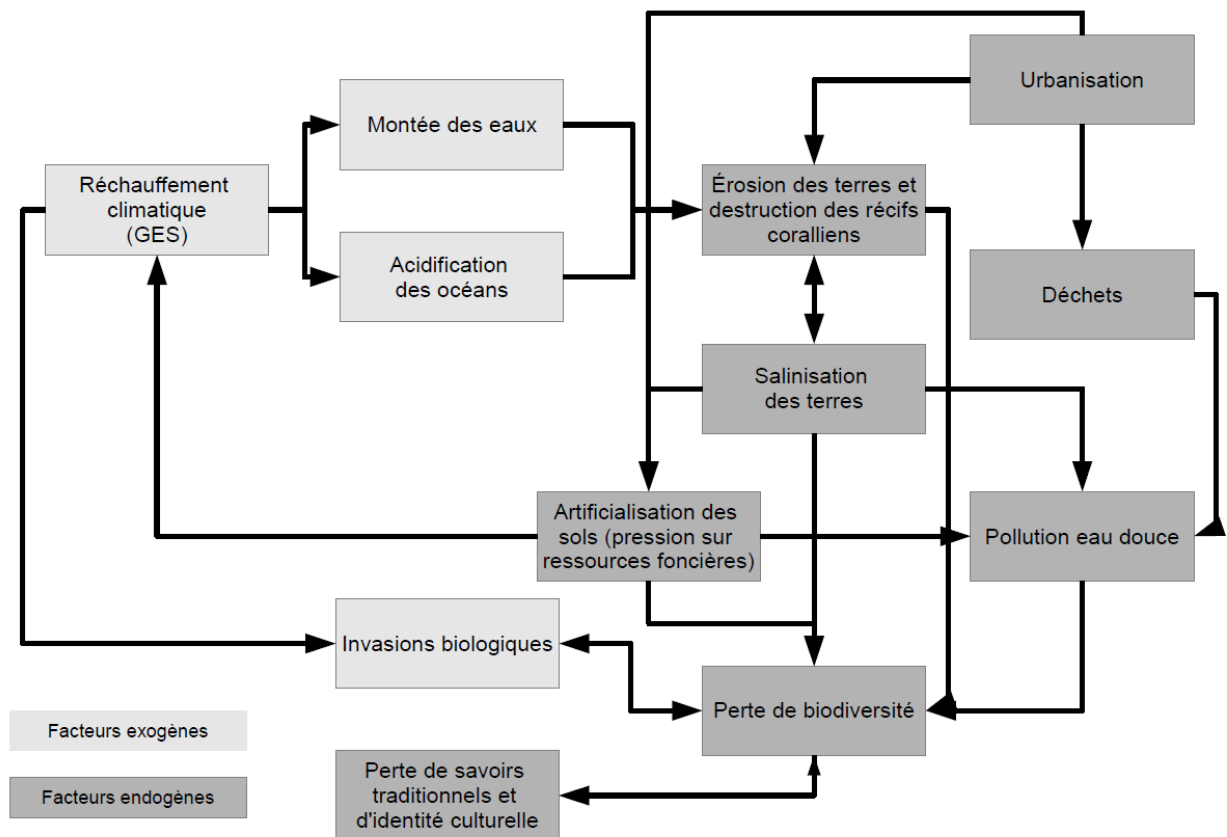 Urbanisation
Montée des eaux
Réchauffement
climatique
(GES)
Érosion des terres et
destruction des récifs
coralliens
Acidification
des océans
Déchets
Salinisation
des terres
Artificialisation des
sols (pression sur
ressources foncières)
Pollution eau douce
Invasions biologiques
Perte de biodiversité
Facteurs exogènes
Perte de savoirs
traditionnels et
d'identité culturelle
Facteurs endogènes